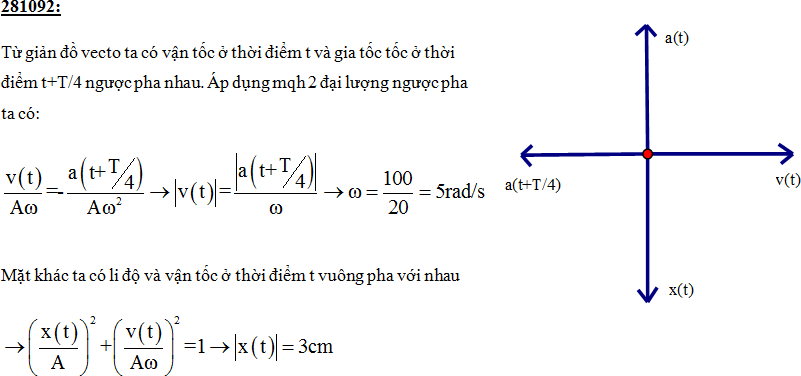 281092:
Từ giản đồ vecto ta có vận tốc ở thời điểm t và gia tốc tốc ở thời
điểm t+T/4 ngược pha nhau. Áp dụng mqh 2 đại lượng ngược pha
ta có:
v(t)/Aω =- a(t+T/4)/Aω² → |v(t)| = |a(t+T/4)|/ω → ω = 100/20 = 5rad/s
Mặt khác ta có li độ và vận tốc ở thời điểm t vuông pha với nhau
→ (x(t)/A)² + (v(t)/Aω)² =1 → |x(t)| = 3cm
a(t)
a(t+T/4)
v(t)
x(t)